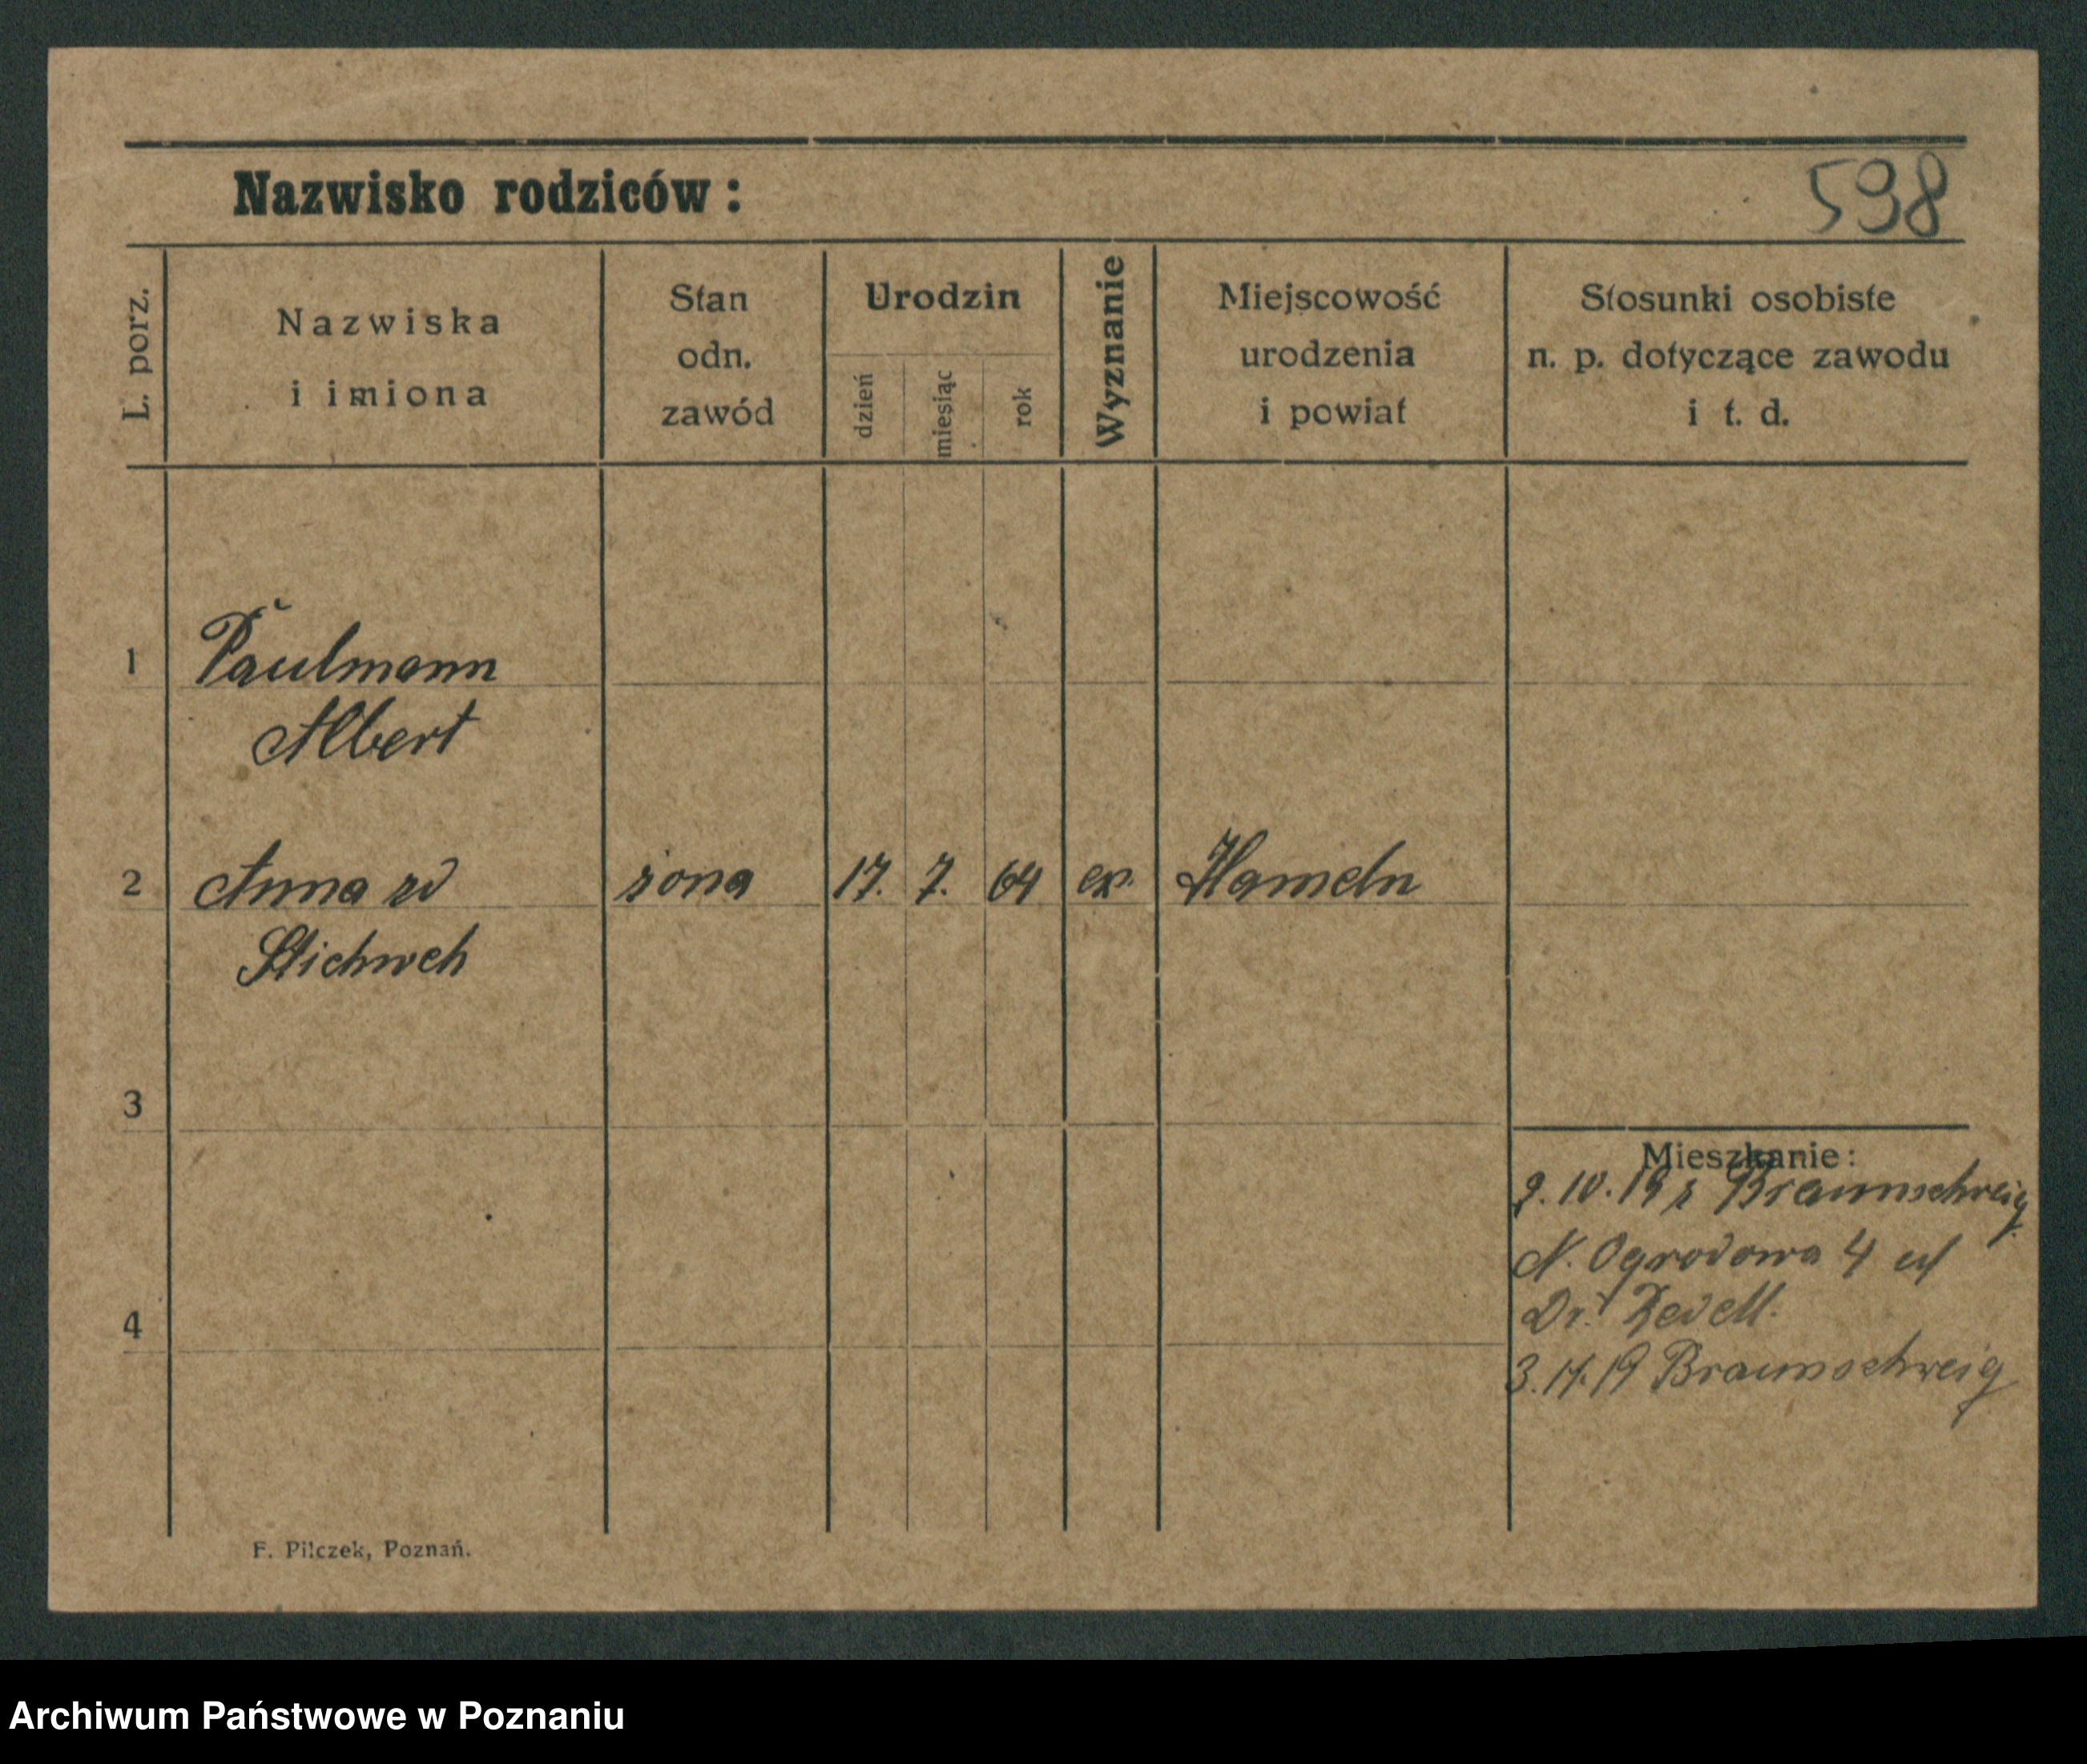 598
Nazwisko rodziców:
L. porz.
Nazwiska
i imiona
Stan
odn.
zawód
Urodzin
dzień
miesiąc
rok
Wyznanie
Miejscowość
urodzenia
i powiat
Stosunki osobiste
n. p. dotyczące zawodu
i t. d.
1 Paulmann
Albert
2 Anna zd żona 17. 7. 64 ew. Hameln
Stichweh
3
Mieszkanie:
9. 10. 19 z Braunschweig
N. Ogrodowa 4 u/
4 Dr.
3.11.19 Braunschweig
F. Pilczek, Poznań.
Archiwum Państwowe w Poznaniu